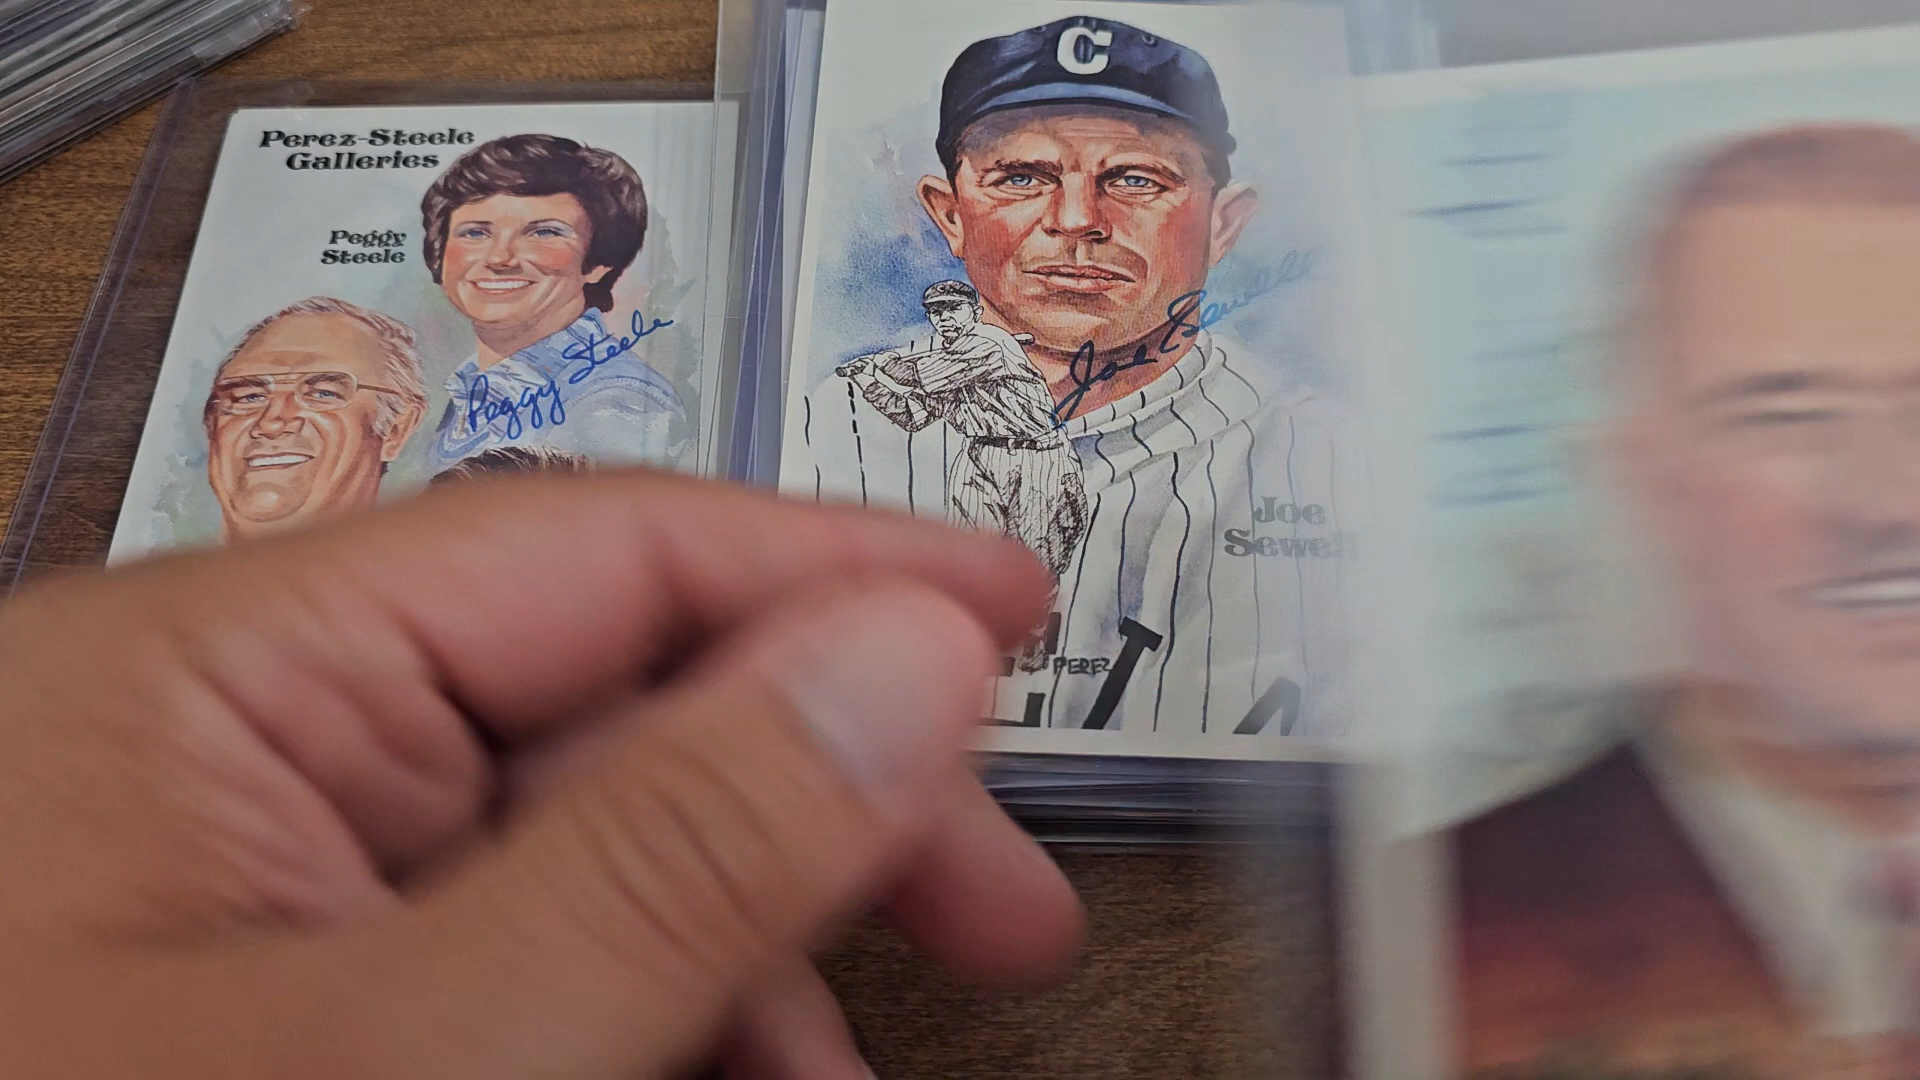 Perez-Steele
Galleries
Peggy
Steele
Peggy Steele
C
Joe Sewell
Joe
Sewell
PEREZ